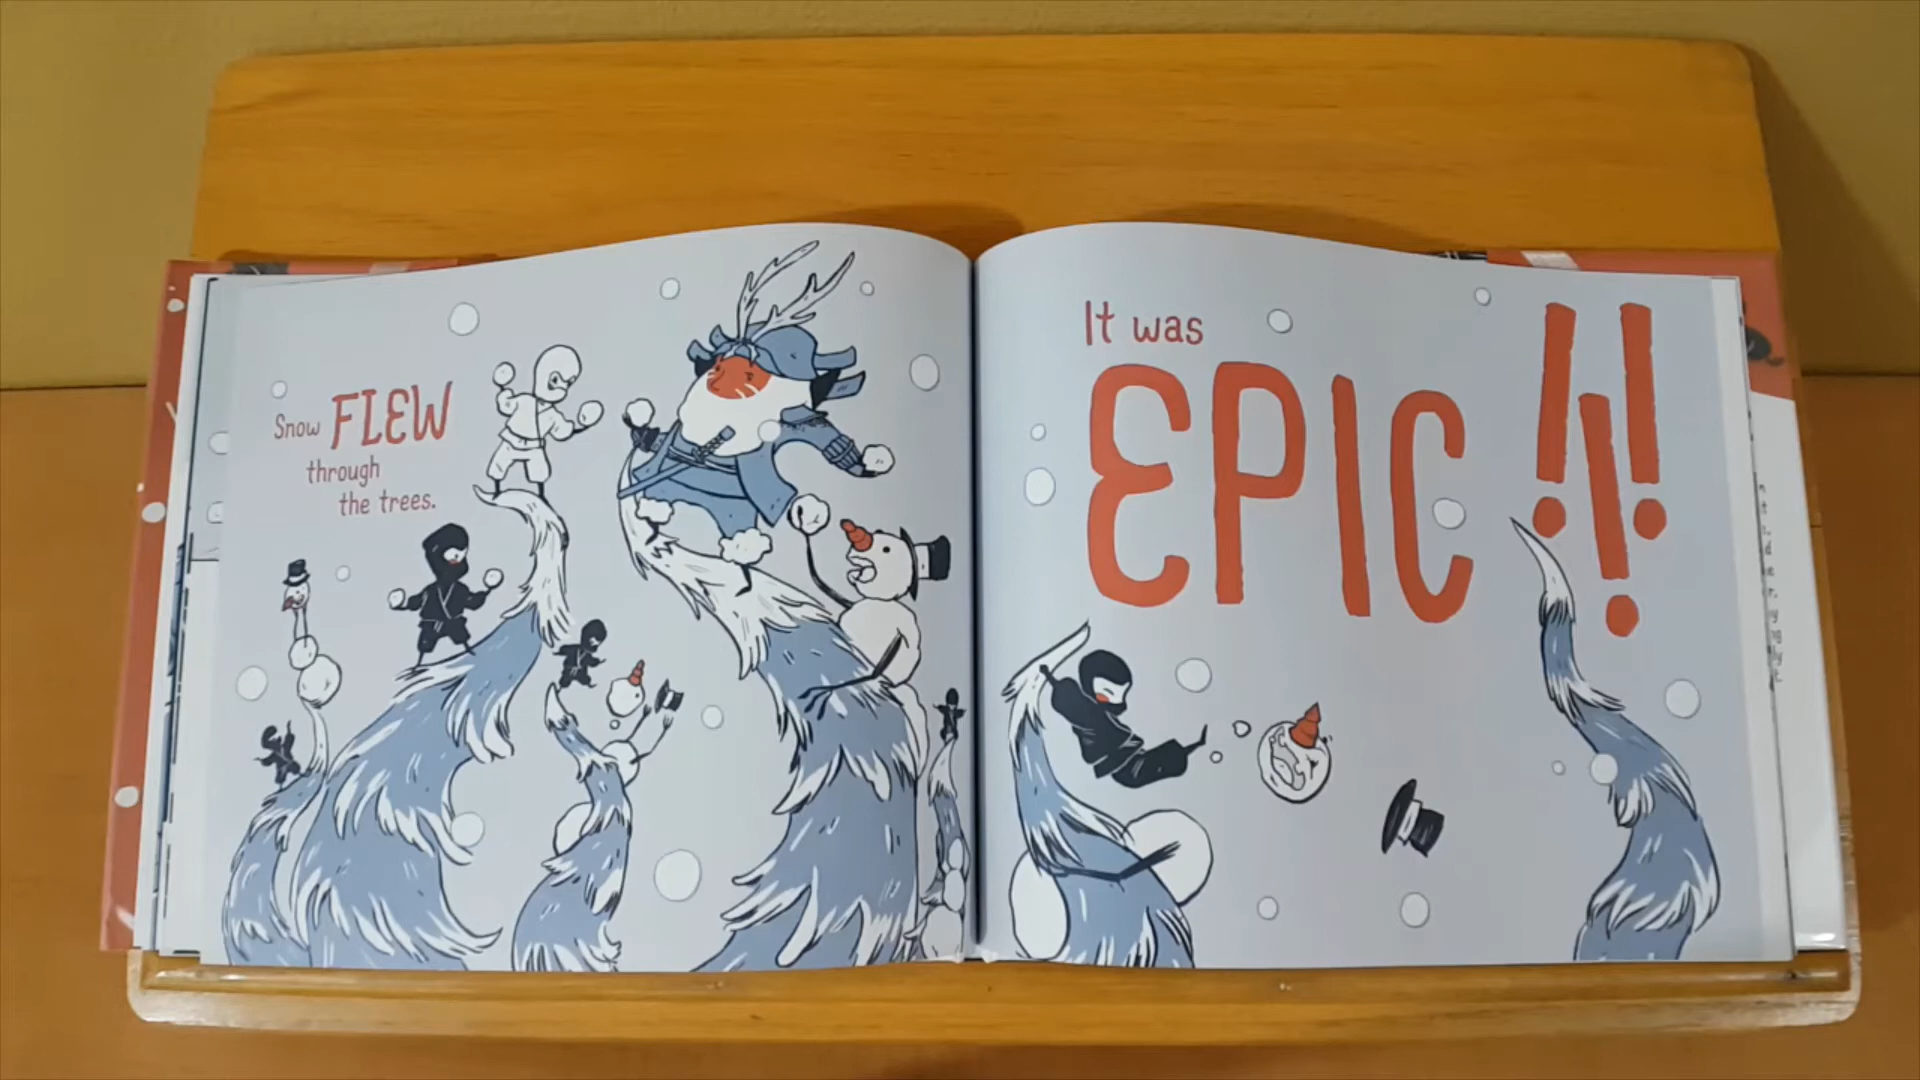 Snow FLEW
through
the trees.
It was
EPIC!!!